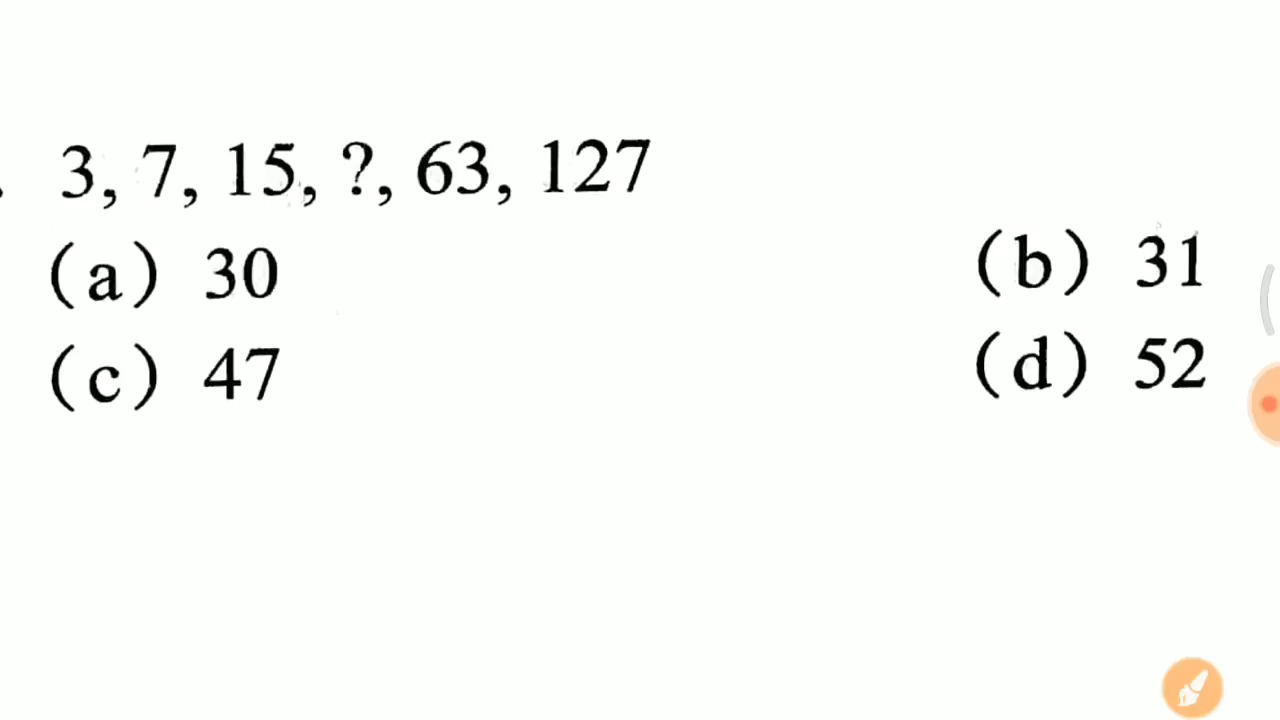 3, 7, 15, ?, 63, 127
(a) 30 (b) 31
(c) 47 (d) 52